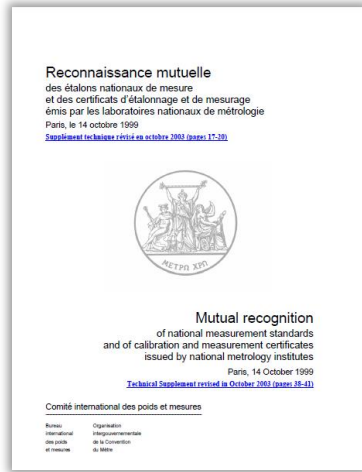 Reconnaissance mutuelle
des étalons nationaux de mesure
et des certificats d'étalonnage et de mesurage
émis par les laboratoires nationaux de métrologie
Paris, le 14 octobre 1999
Supplément technique révisé en octobre 2003 (pages 17-20)
ΜΕΤΡΩ ΧΡΩ
Mutual recognition
of national measurement standards
and of calibration and measurement certificates
issued by national metrology institutes
Paris, 14 October 1999
Technical Supplement revised in October 2003 (pages 38-41)
Comité international des poids et mesures
Bureau
international
des poids
et mesures
Organisation
intergouvernementale
de la Convention
du Mètre